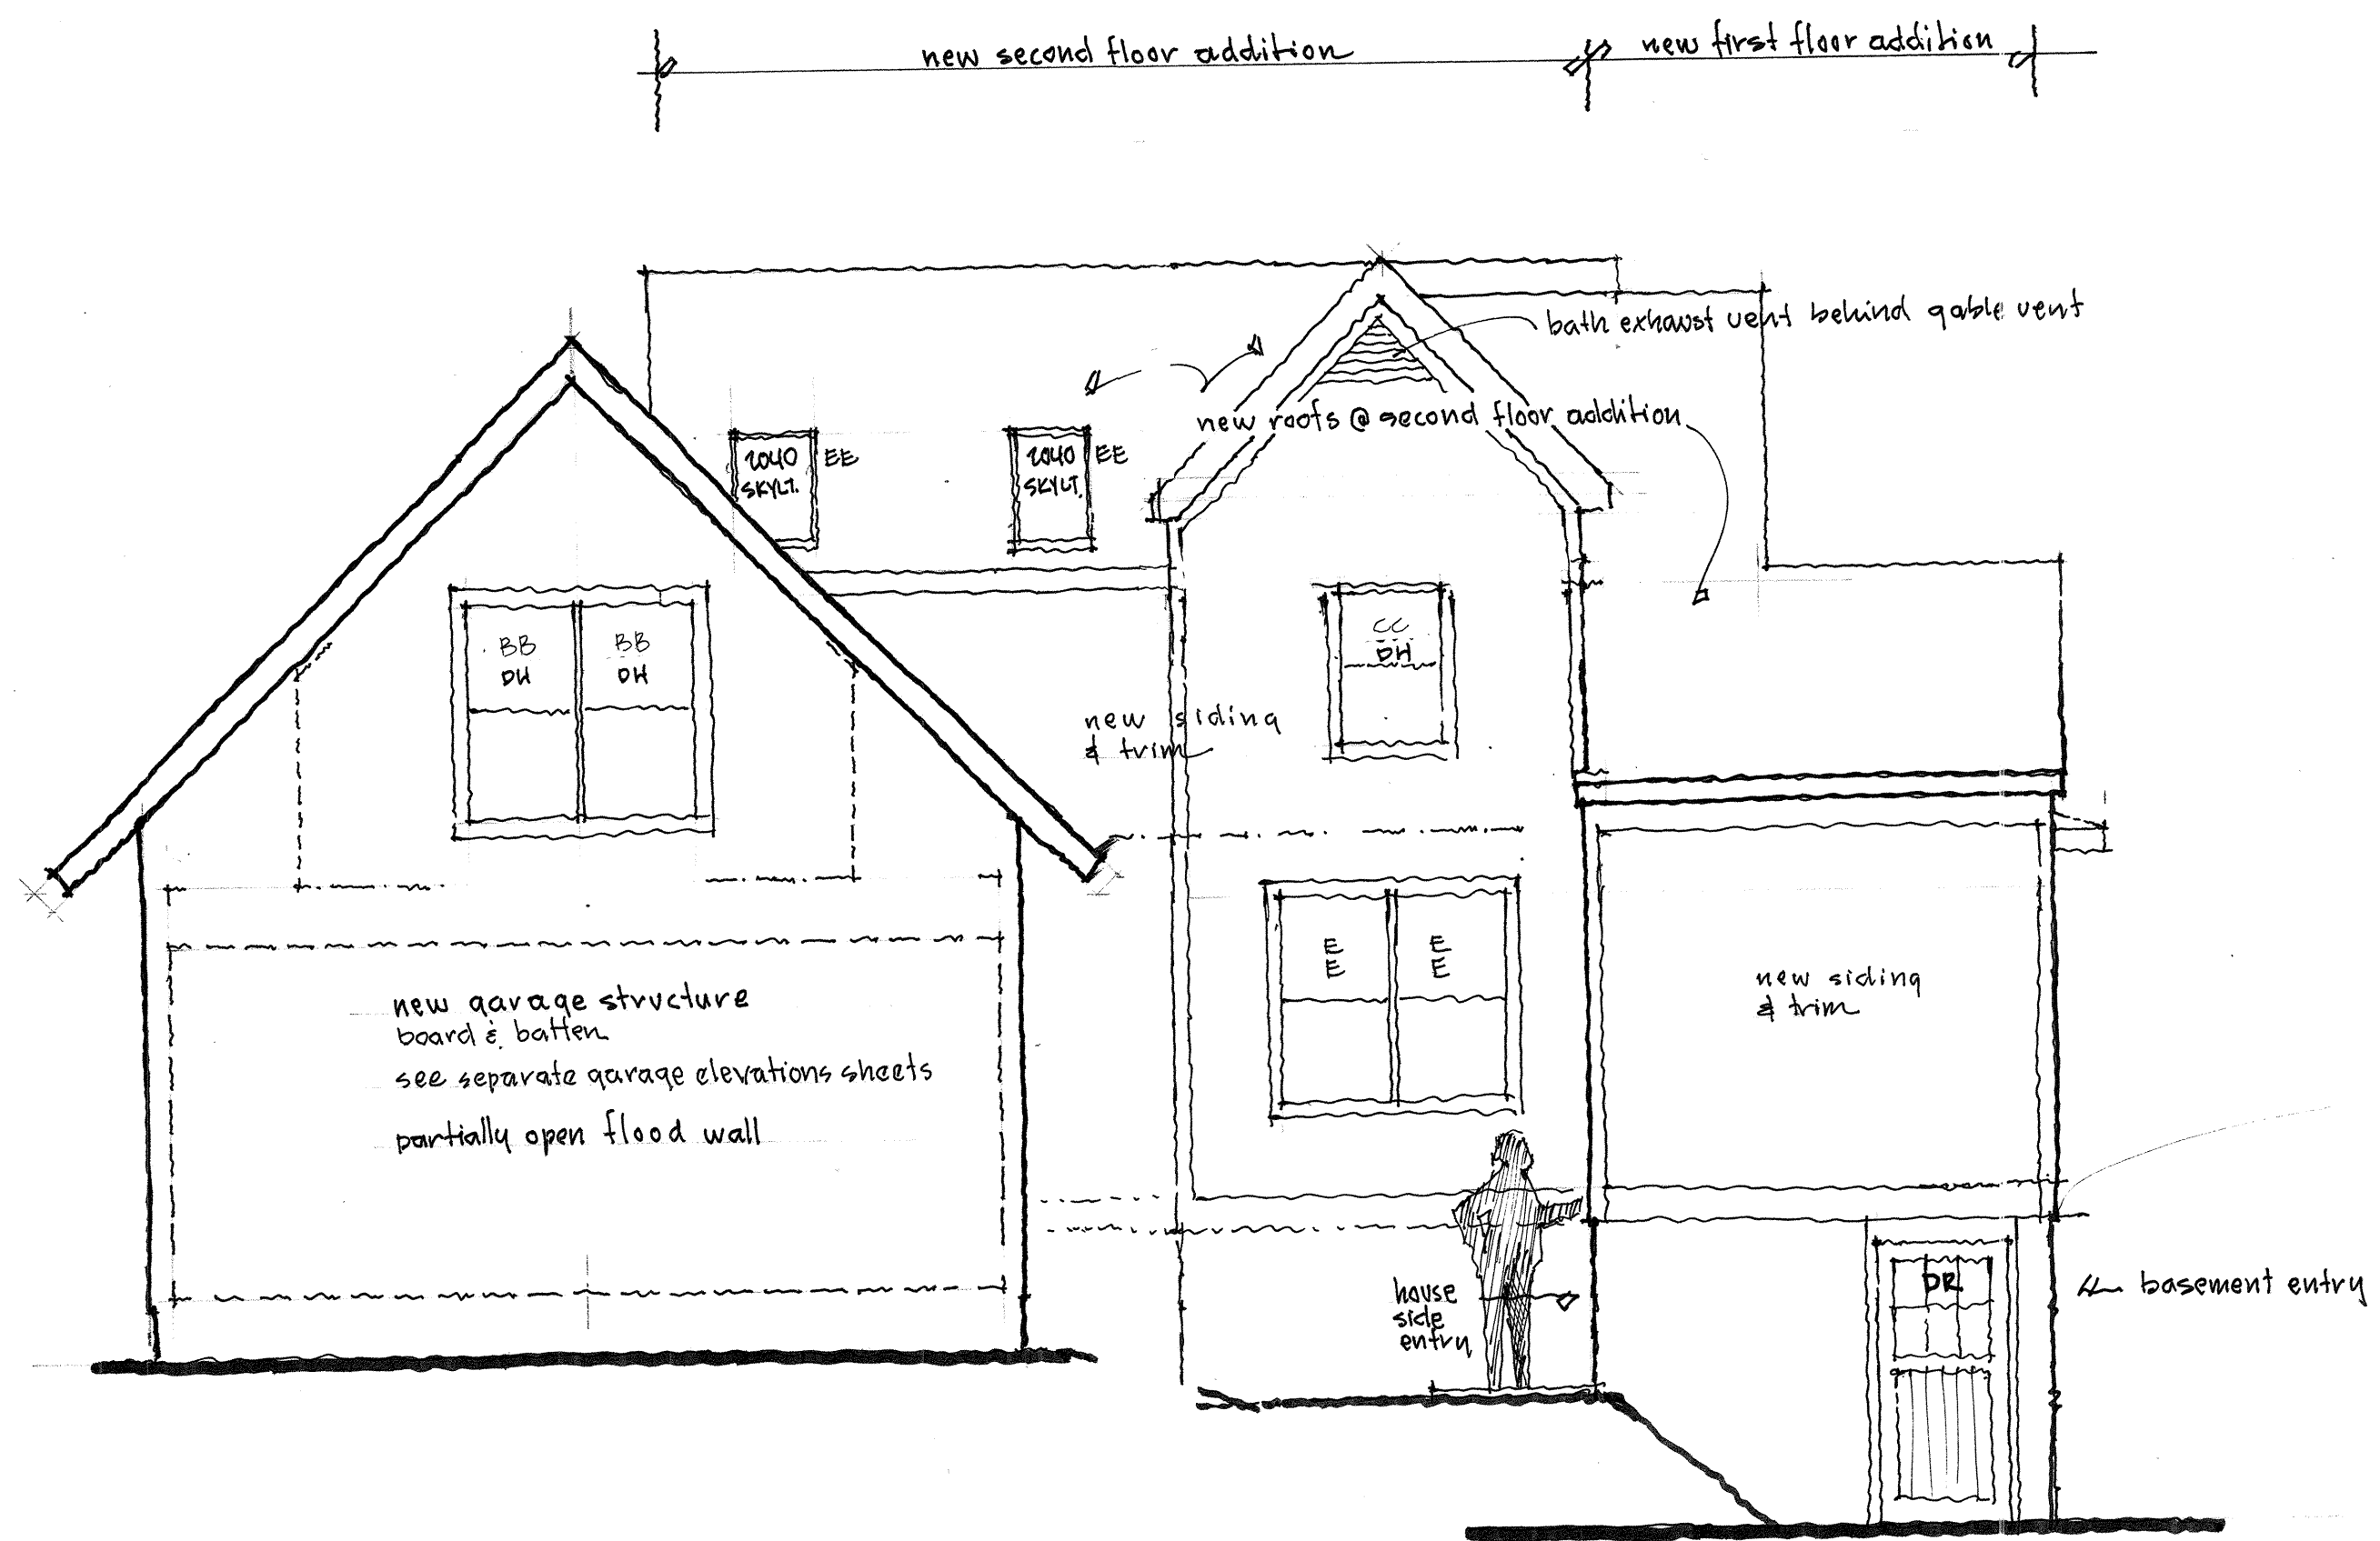 new second floor addition
new first floor addition
bath exhaust vent behind gable vent
new roofs @ second floor addition
2040
SKYLT.
EE
2040
SKYLT.
EE
BB
DH
BB
DH
CC
DH
new siding
& trim
E
E
E
E
new siding
& trim
new garage structure
board & batten
see separate garage elevations sheets
partially open flood wall
house
side
entry
DR
basement entry